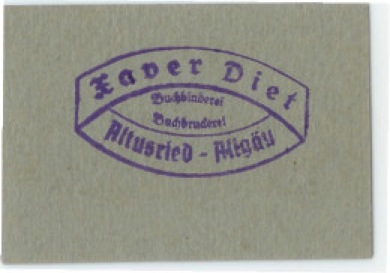 Xaver Diet
Buchbinderei
Buchdruckerei
Altusried - Allgäu